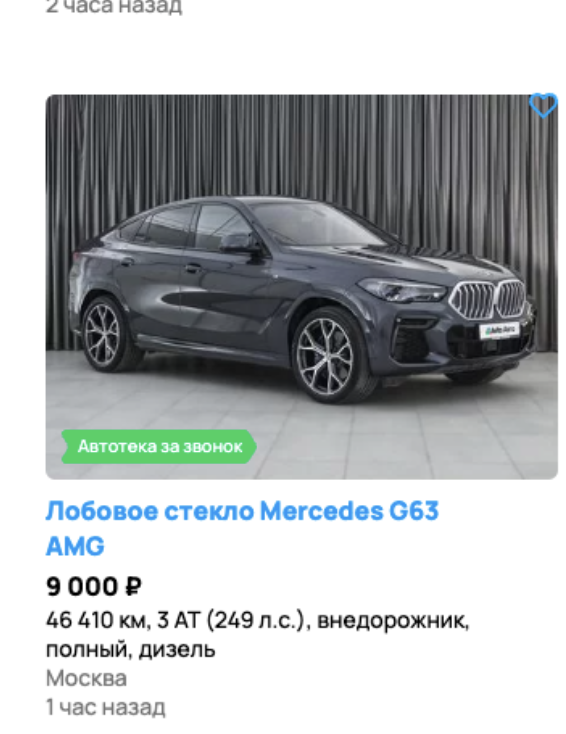 2 часа назад
Автотека за звонок
Лобовое стекло Mercedes G63
AMG
9 000 ₽
46 410 км, 3 AT (249 л.с.), внедорожник,
полный, дизель
Москва
1 час назад